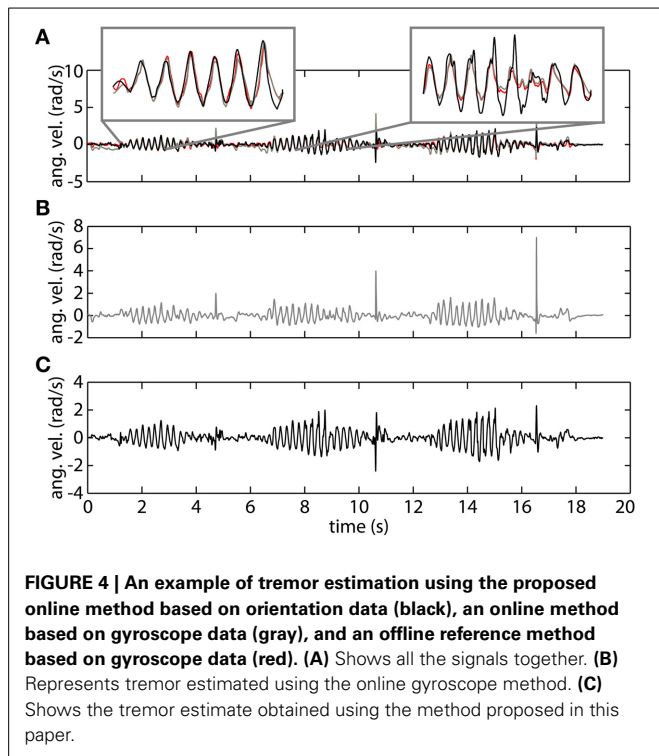 A
10
5
0
-5
ang. vel. (rad/s)
B
8
6
4
2
0
-2
ang. vel. (rad/s)
C
4
2
0
-2
-4
ang. vel. (rad/s)
0 2 4 6 8 10 12 14 16 18 20
time (s)
FIGURE 4 | An example of tremor estimation using the proposed
online method based on orientation data (black), an online method
based on gyroscope data (gray), and an offline reference method
based on gyroscope data (red). (A) Shows all the signals together. (B)
Represents tremor estimated using the online gyroscope method. (C)
Shows the tremor estimate obtained using the method proposed in this
paper.